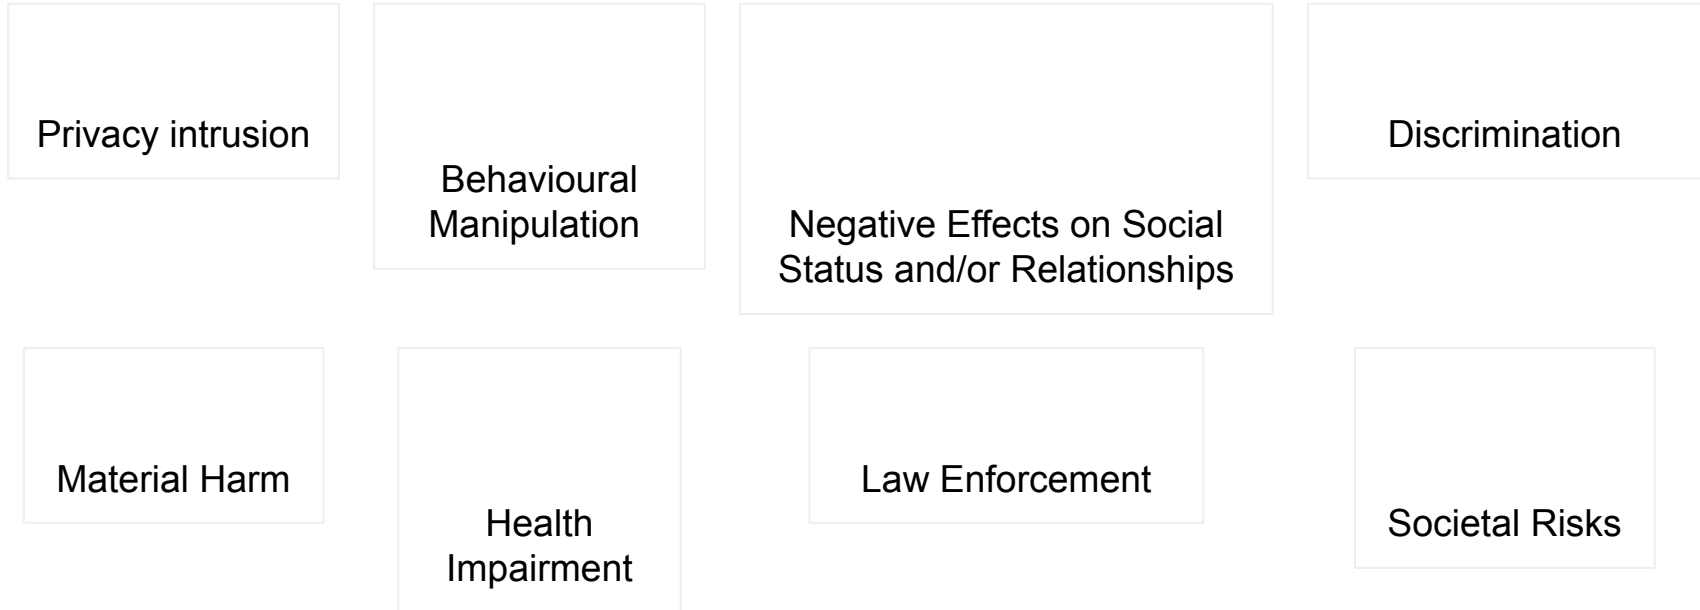 Privacy intrusion
Behavioural
Manipulation
Negative Effects on Social
Status and/or Relationships
Discrimination
Material Harm
Health
Impairment
Law Enforcement
Societal Risks